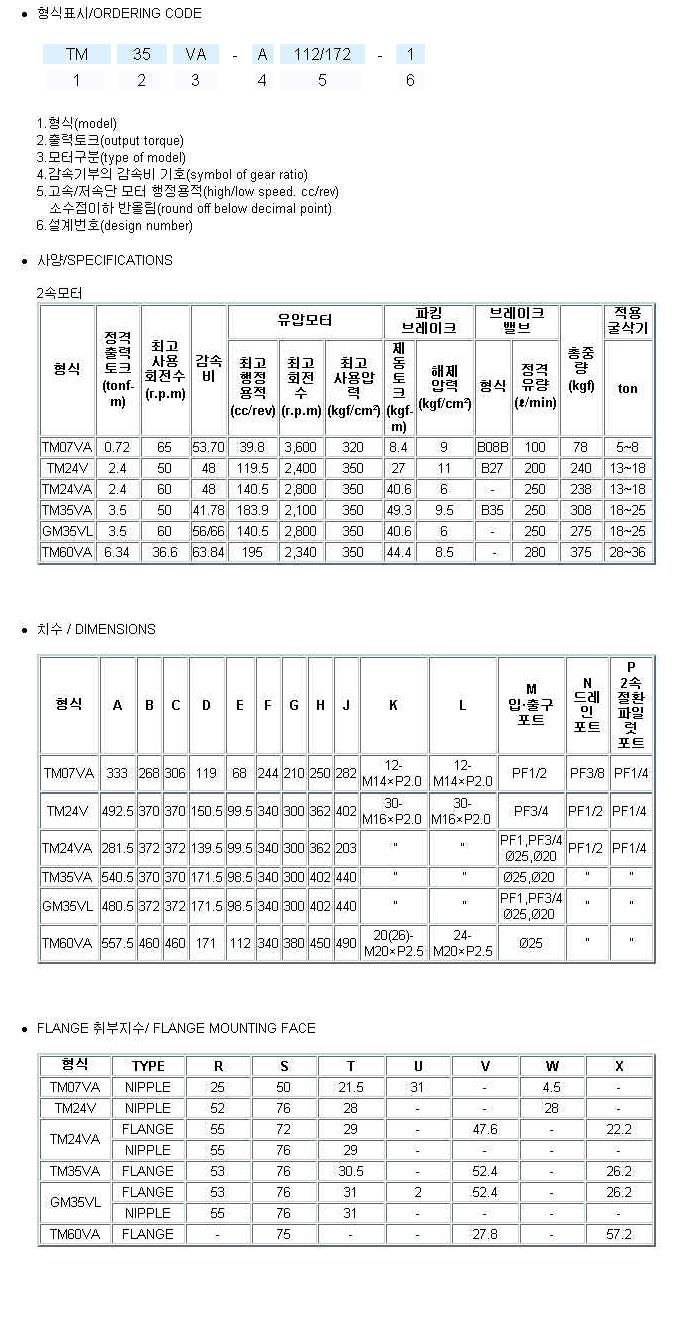 • 형식표시/ORDERING CODE
TM 35 VA - A 112/172 - 1
1 2 3 4 5 6
1.형식(model)
2.출력토크(output torque)
3.모터구분(type of model)
4.감속기부의 감속비 기호(symbol of gear ratio)
5.고속/저속단 모터 행정용적(high/low speed. cc/rev)
소수점이하 반올림(round off below decimal point)
6.설계번호(design number)
• 사양/SPECIFICATIONS
2속모터
형식 정격출력토크(tonf-m) 최고사용회전수(r.p.m) 감속비 유압모터 파킹브레이크 브레이크밸브 총중량(kgf) 적용굴삭기
최고행정용적(cc/rev) 최고회전수(r.p.m) 최고사용압력(kgf/cm²) 제동토크(kgf-m) 해제압력(kgf/cm²) 형식 정격유량(ℓ/min) ton
TM07VA 0.72 65 53.70 39.8 3,600 320 8.4 9 B08B 100 78 5~8
TM24V 2.4 50 48 119.5 2,400 350 27 11 B27 200 240 13~18
TM24VA 2.4 60 48 140.5 2,800 350 40.6 6 - 250 238 13~18
TM35VA 3.5 50 41.78 183.9 2,100 350 49.3 9.5 B35 250 308 18~25
GM35VL 3.5 60 56/66 140.5 2,800 350 40.6 6 - 250 275 18~25
TM60VA 6.34 36.6 63.84 195 2,340 350 44.4 8.5 - 280 375 28~36
• 치수 / DIMENSIONS
형식 A B C D E F G H J K L M 입·출구 포트 N 드레인 포트 P 2속 절환 파일럿 포트
TM07VA 333 268 306 119 68 244 210 250 282 12-M14×P2.0 12-M14×P2.0 PF1/2 PF3/8 PF1/4
TM24V 492.5 370 370 150.5 99.5 340 300 362 402 30-M16×P2.0 30-M16×P2.0 PF3/4 PF1/2 PF1/4
TM24VA 281.5 372 372 139.5 99.5 340 300 362 203 " " PF1,PF3/4 Ø25,Ø20 PF1/2 PF1/4
TM35VA 540.5 370 370 171.5 98.5 340 300 402 440 " " Ø25,Ø20 " "
GM35VL 480.5 372 372 171.5 98.5 340 300 402 440 " " PF1,PF3/4 Ø25,Ø20 " "
TM60VA 557.5 460 460 171 112 340 380 450 490 20(26)-M20×P2.5 24-M20×P2.5 Ø25 " "
• FLANGE 취부치수/ FLANGE MOUNTING FACE
형식 TYPE R S T U V W X
TM07VA NIPPLE 25 50 21.5 31 - 4.5 -
TM24V NIPPLE 52 76 28 - - 28 -
TM24VA FLANGE 55 72 29 - 47.6 - 22.2
NIPPLE 55 76 29 - - - -
TM35VA FLANGE 53 76 30.5 - 52.4 - 26.2
GM35VL FLANGE 53 76 31 2 52.4 - 26.2
NIPPLE 55 76 31 - - - -
TM60VA FLANGE - 75 - - 27.8 - 57.2